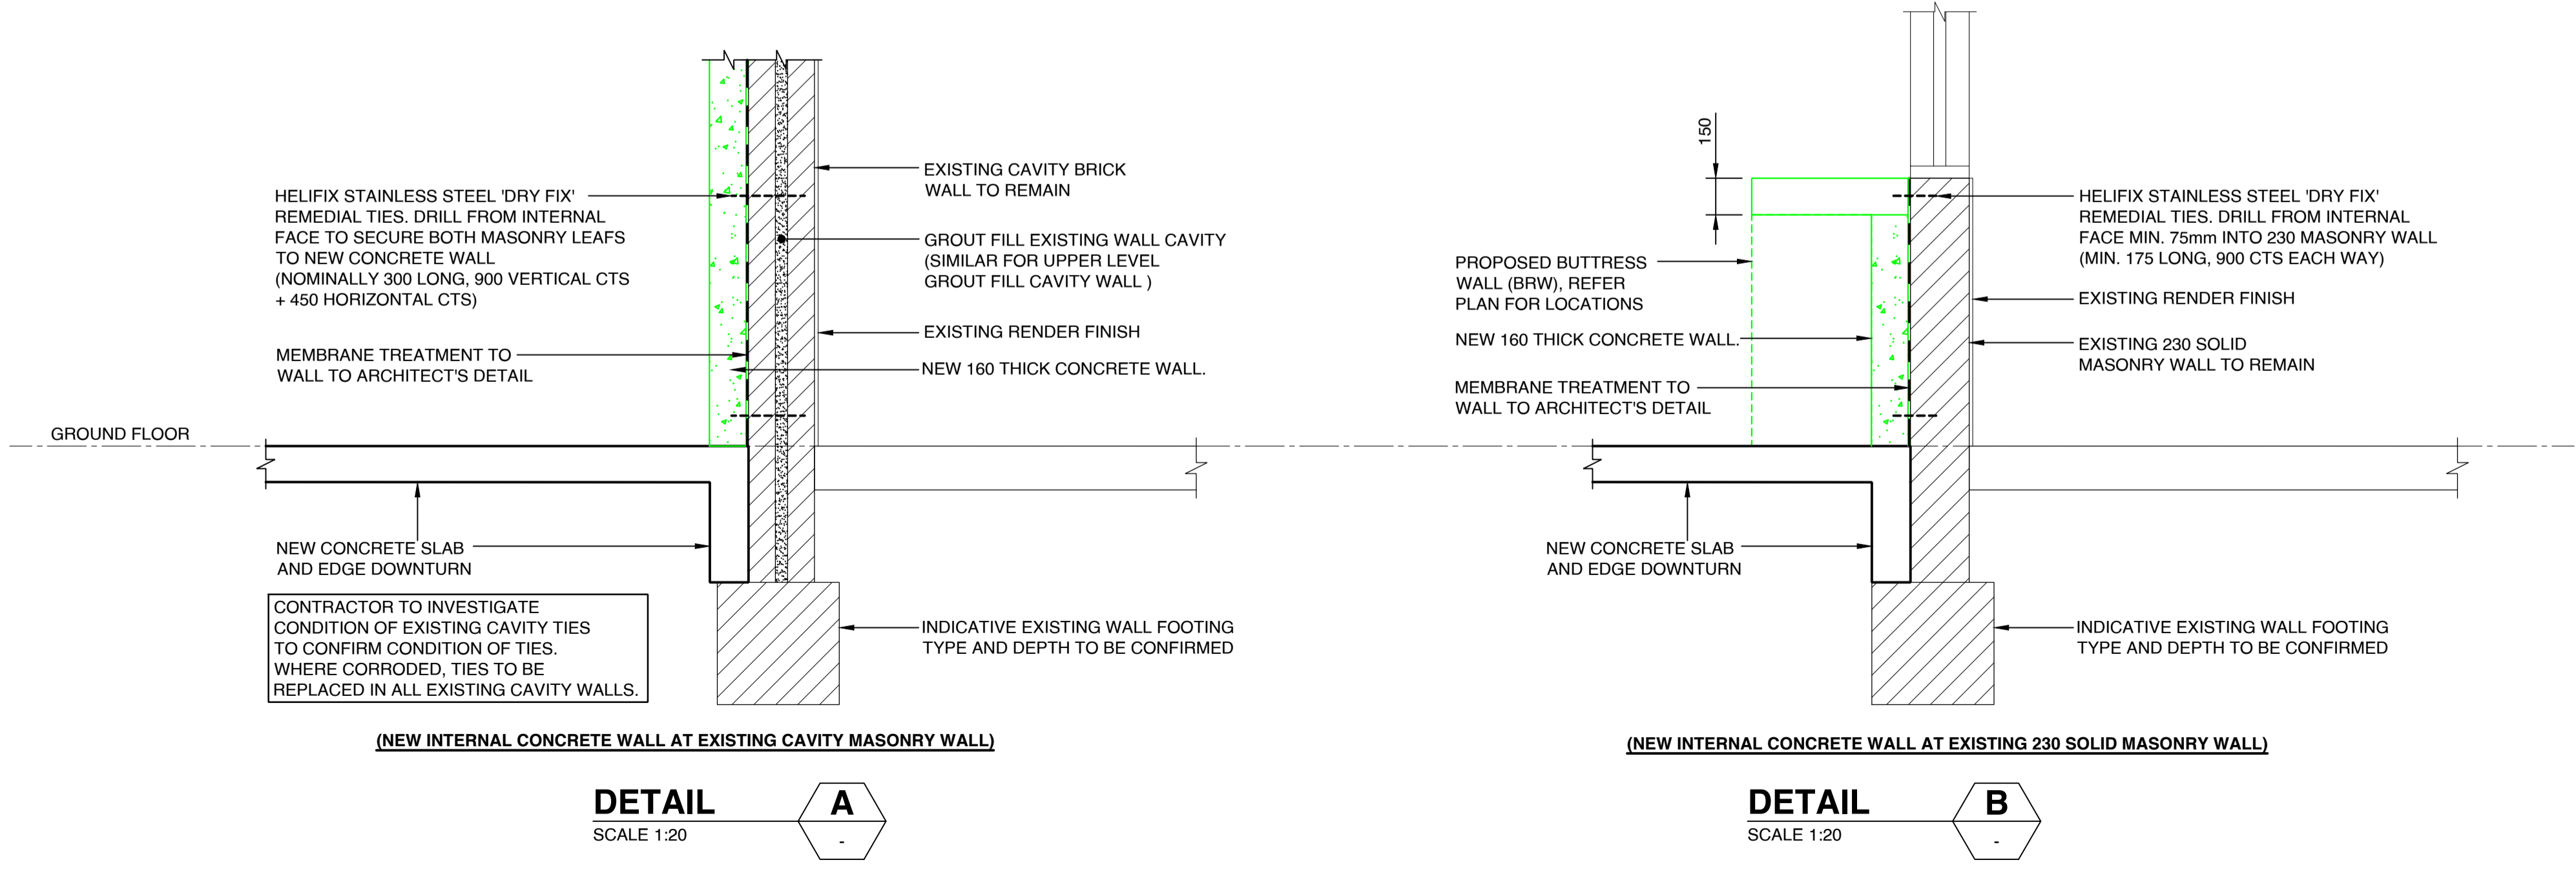 GROUND FLOOR
HELIFIX STAINLESS STEEL 'DRY FIX'
REMEDIAL TIES. DRILL FROM INTERNAL
FACE TO SECURE BOTH MASONRY LEAFS
TO NEW CONCRETE WALL
(NOMINALLY 300 LONG, 900 VERTICAL CTS
+ 450 HORIZONTAL CTS)
MEMBRANE TREATMENT TO
WALL TO ARCHITECT'S DETAIL
NEW CONCRETE SLAB
AND EDGE DOWNTURN
CONTRACTOR TO INVESTIGATE
CONDITION OF EXISTING CAVITY TIES
TO CONFIRM CONDITION OF TIES.
WHERE CORRODED, TIES TO BE
REPLACED IN ALL EXISTING CAVITY WALLS.
EXISTING CAVITY BRICK
WALL TO REMAIN
GROUT FILL EXISTING WALL CAVITY
(SIMILAR FOR UPPER LEVEL
GROUT FILL CAVITY WALL )
EXISTING RENDER FINISH
NEW 160 THICK CONCRETE WALL.
INDICATIVE EXISTING WALL FOOTING
TYPE AND DEPTH TO BE CONFIRMED
(NEW INTERNAL CONCRETE WALL AT EXISTING CAVITY MASONRY WALL)
DETAIL
SCALE 1:20
A
-
150
PROPOSED BUTTRESS
WALL (BRW), REFER
PLAN FOR LOCATIONS
NEW 160 THICK CONCRETE WALL.
MEMBRANE TREATMENT TO
WALL TO ARCHITECT'S DETAIL
NEW CONCRETE SLAB
AND EDGE DOWNTURN
HELIFIX STAINLESS STEEL 'DRY FIX'
REMEDIAL TIES. DRILL FROM INTERNAL
FACE MIN. 75mm INTO 230 MASONRY WALL
(MIN. 175 LONG, 900 CTS EACH WAY)
EXISTING RENDER FINISH
EXISTING 230 SOLID
MASONRY WALL TO REMAIN
INDICATIVE EXISTING WALL FOOTING
TYPE AND DEPTH TO BE CONFIRMED
(NEW INTERNAL CONCRETE WALL AT EXISTING 230 SOLID MASONRY WALL)
DETAIL
SCALE 1:20
B
-